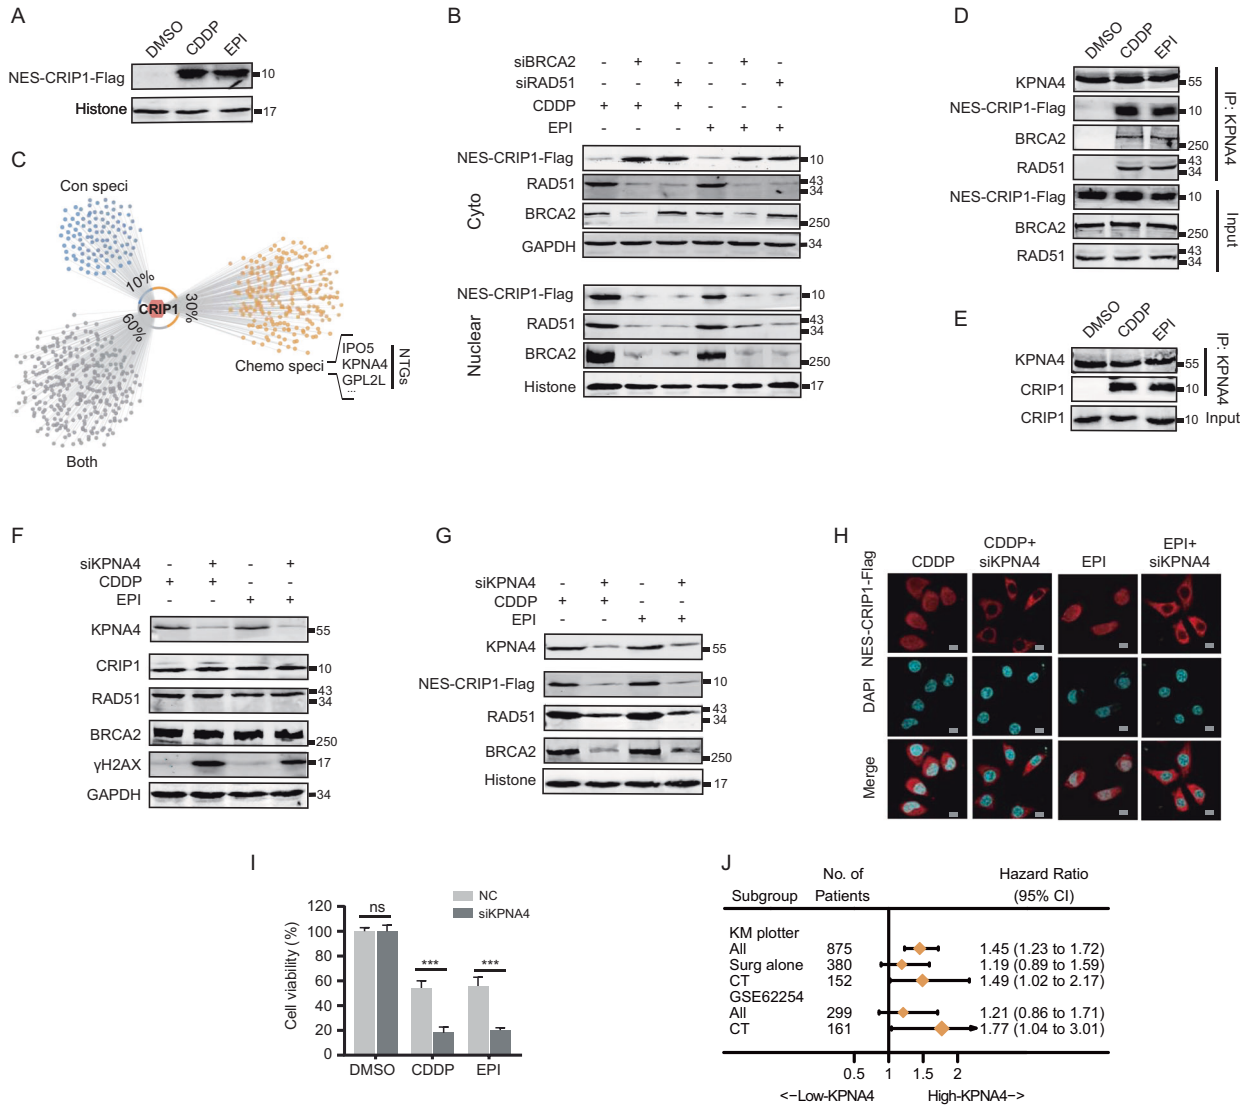 A
DMSO CDDP EPI
NES-CRIP1-Flag 10
Histone 17
B
siBRCA2 - + - - + -
siRAD51 - - + - - +
CDDP + + + - - -
EPI - - - + + +
Cyto
NES-CRIP1-Flag 10
RAD51 43 34
BRCA2 250
GAPDH 34
Nuclear
NES-CRIP1-Flag 10
RAD51 43 34
BRCA2 250
Histone 17
C
Con speci
10%
CRIP1
30%
60%
Chemo speci
IPO5
KPNA4
GPL2L
...
NTGs
Both
D
DMSO CDDP EPI
KPNA4 55
NES-CRIP1-Flag 10
BRCA2 250
RAD51 43 34
IP: KPNA4
NES-CRIP1-Flag 10
BRCA2 250
RAD51 43 34
Input
E
DMSO CDDP EPI
KPNA4 55
CRIP1 10
IP: KPNA4
CRIP1 10 Input
F
siKPNA4 - + - +
CDDP + + - -
EPI - - + +
KPNA4 55
CRIP1 10
RAD51 43 34
BRCA2 250
γH2AX 17
GAPDH 34
G
siKPNA4 - + - +
CDDP + + - -
EPI - - + +
KPNA4 55
NES-CRIP1-Flag 10
RAD51 43 34
BRCA2 250
Histone 17
H
CDDP CDDP+ siKPNA4 EPI EPI+ siKPNA4
NES-CRIP1-Flag
DAPI
Merge
I
NC
siKPNA4
Cell viability (%)
120
100
80
60
40
20
0
ns
***
***
DMSO CDDP EPI
J
Subgroup No. of Patients Hazard Ratio (95% CI)
KM plotter
All 875 1.45 (1.23 to 1.72)
Surg alone 380 1.19 (0.89 to 1.59)
CT 152 1.49 (1.02 to 2.17)
GSE62254
All 299 1.21 (0.86 to 1.71)
CT 161 1.77 (1.04 to 3.01)
0.5 1 1.5 2
<−Low-KPNA4 High-KPNA4−>